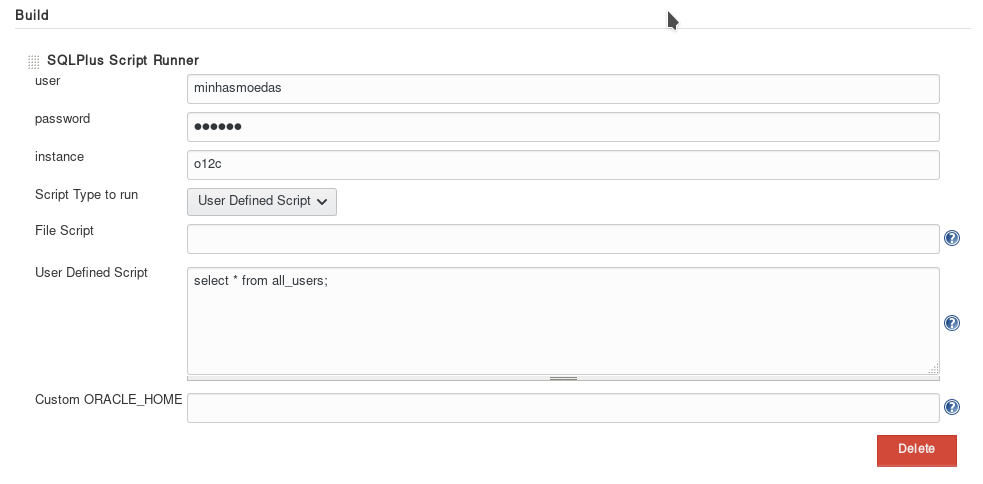 Build
SQLPlus Script Runner
user
minhasmoedas
password
●●●●●●
instance
o12c
Script Type to run
User Defined Script
File Script
?
User Defined Script
select * from all_users;
?
Custom ORACLE_HOME
?
Delete